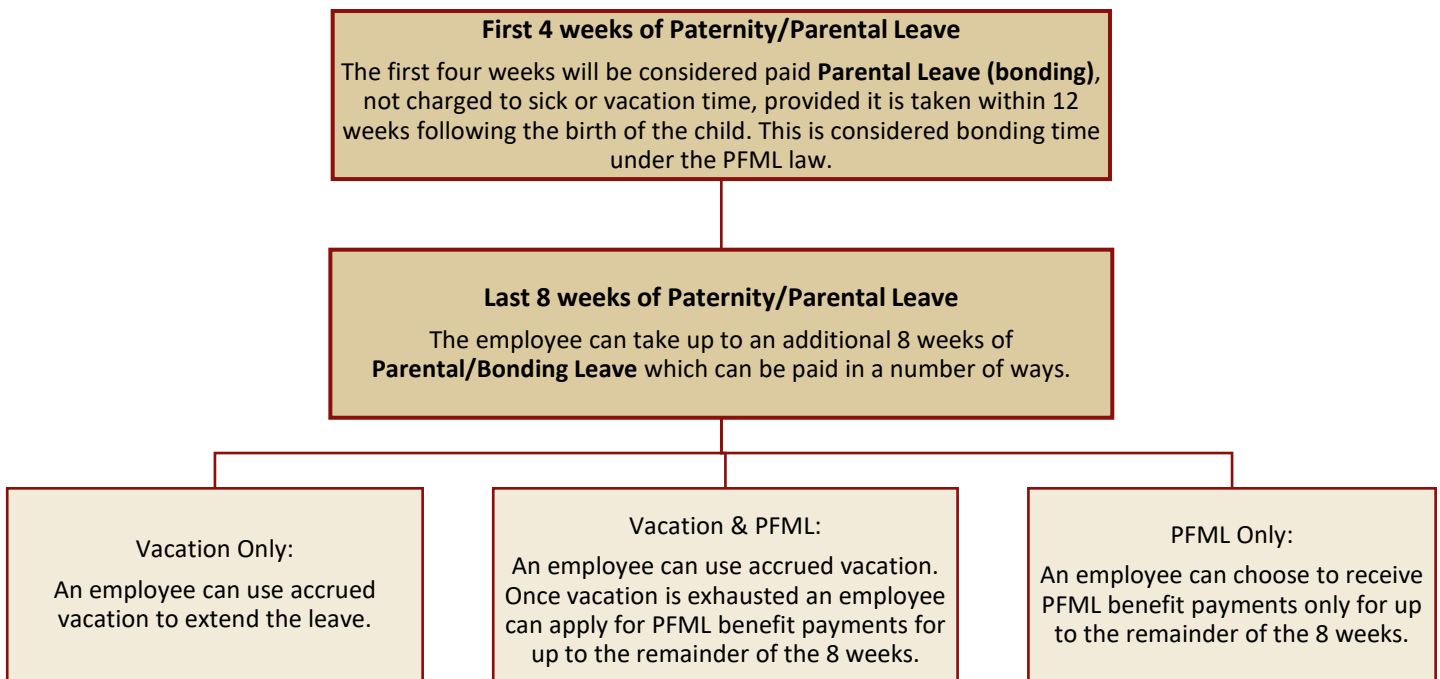 First 4 weeks of Paternity/Parental Leave
The first four weeks will be considered paid Parental Leave (bonding),
not charged to sick or vacation time, provided it is taken within 12
weeks following the birth of the child. This is considered bonding time
under the PFML law.
Last 8 weeks of Paternity/Parental Leave
The employee can take up to an additional 8 weeks of
Parental/Bonding Leave which can be paid in a number of ways.
Vacation Only:
An employee can use accrued
vacation to extend the leave.
Vacation & PFML:
An employee can use accrued vacation.
Once vacation is exhausted an employee
can apply for PFML benefit payments for
up to the remainder of the 8 weeks.
PFML Only:
An employee can choose to receive
PFML benefit payments only for up
to the remainder of the 8 weeks.